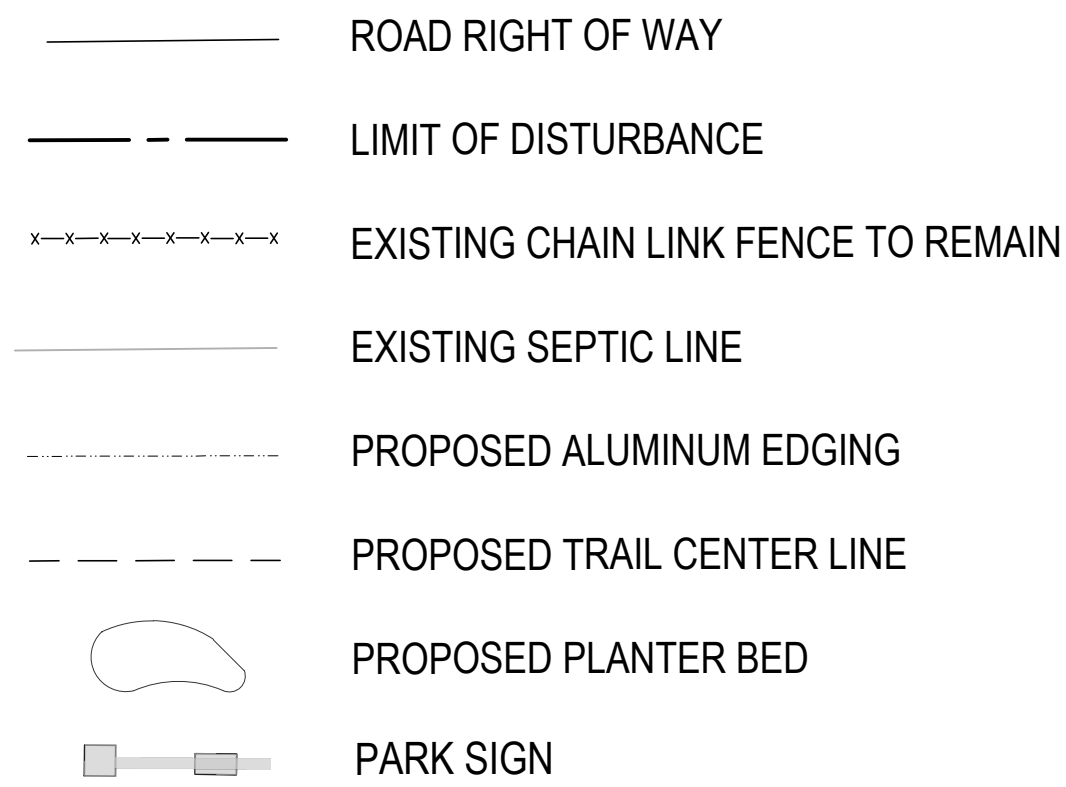 ROAD RIGHT OF WAY
LIMIT OF DISTURBANCE
x x x x x x x x
EXISTING CHAIN LINK FENCE TO REMAIN
EXISTING SEPTIC LINE
PROPOSED ALUMINUM EDGING
PROPOSED TRAIL CENTER LINE
PROPOSED PLANTER BED
PARK SIGN